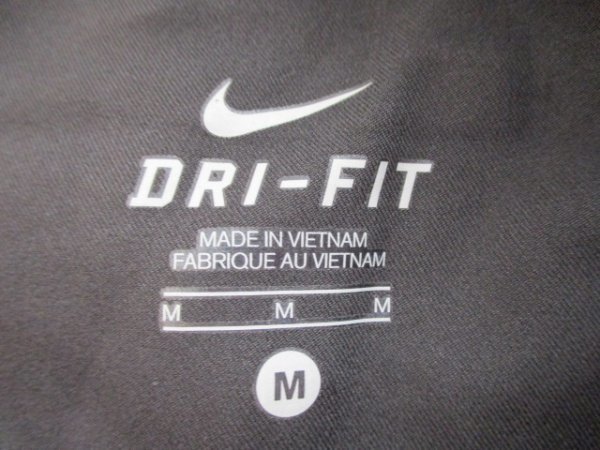 DRI-FIT
MADE IN VIETNAM
FABRIQUE AU VIETNAM
M M M
M